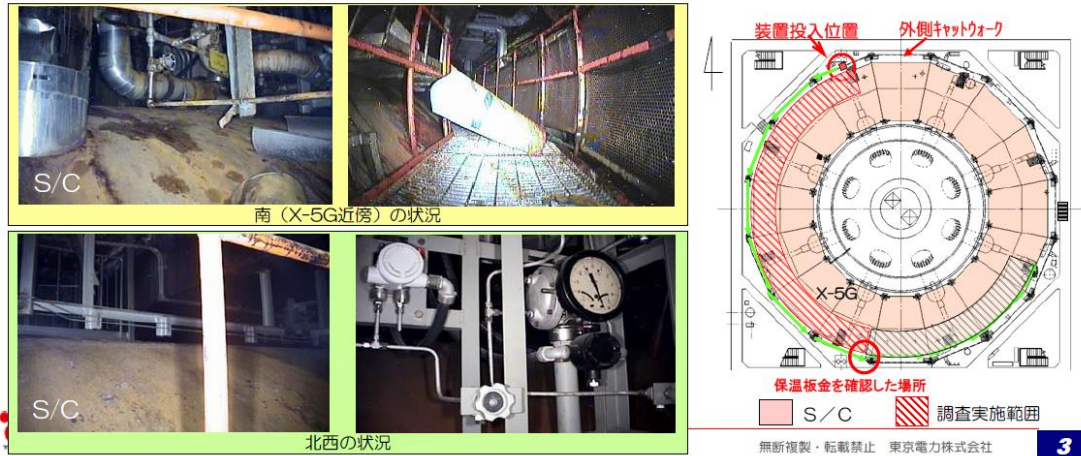 S/C
南（X-5G近傍）の状況
S/C
北西の状況
装置投入位置
外側ｷｬｯﾄｳｫｰｸ
4
X-5G
保温板金を確認した場所
S／C
調査実施範囲
無断複製・転載禁止　東京電力株式会社
3